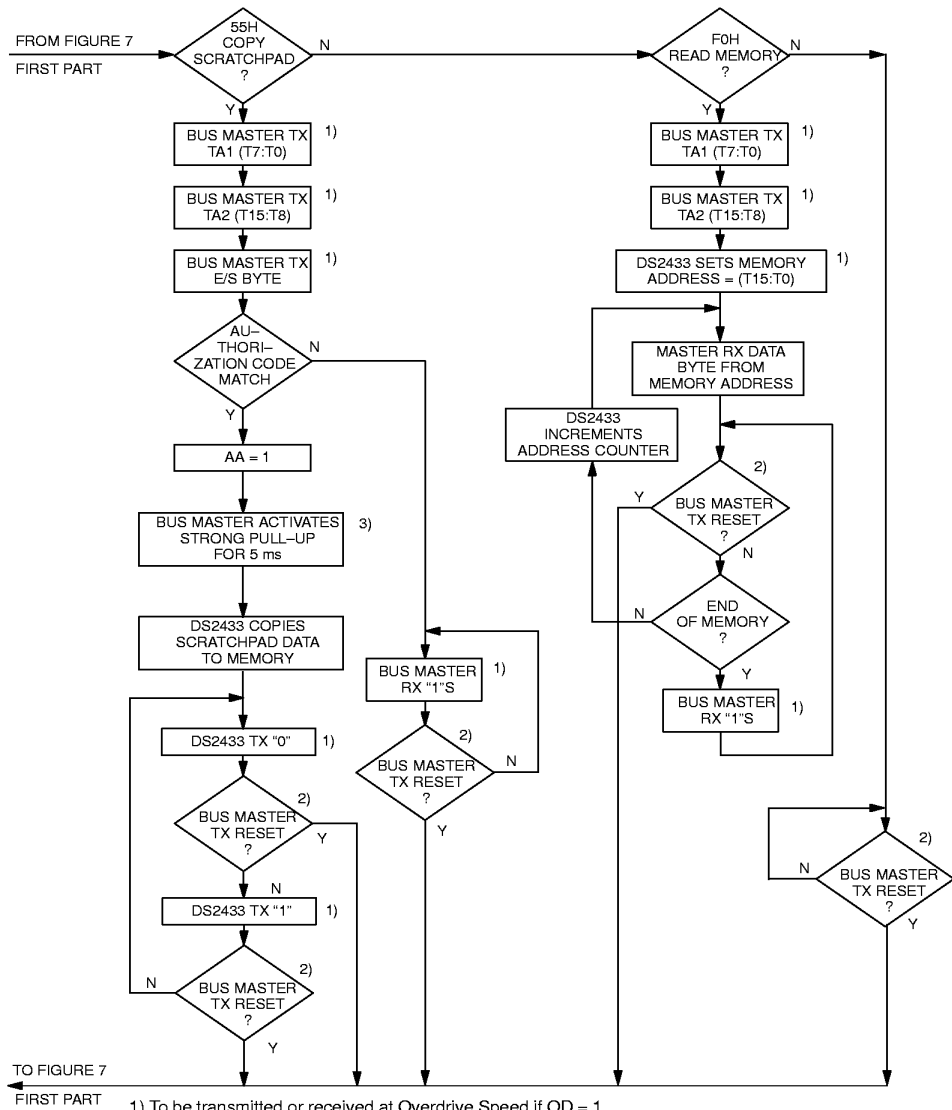 FROM FIGURE 7
FIRST PART
55H
COPY
SCRATCHPAD
?
N
Y
BUS MASTER TX
TA1 (T7:T0)
1)
BUS MASTER TX
TA2 (T15:T8)
1)
BUS MASTER TX
E/S BYTE
1)
AU–
THORI–
ZATION CODE
MATCH
N
Y
AA = 1
BUS MASTER ACTIVATES
STRONG PULL–UP
FOR 5 ms
3)
DS2433 COPIES
SCRATCHPAD DATA
TO MEMORY
DS2433 TX “0”
1)
2)
BUS MASTER
TX RESET
?
Y
N
DS2433 TX “1”
1)
2)
BUS MASTER
TX RESET
?
N
Y
BUS MASTER
RX “1”S
1)
2)
BUS MASTER
TX RESET
?
N
Y
F0H
READ MEMORY
?
N
Y
BUS MASTER TX
TA1 (T7:T0)
1)
BUS MASTER TX
TA2 (T15:T8)
1)
DS2433 SETS MEMORY
ADDRESS = (T15:T0)
1)
MASTER RX DATA
BYTE FROM
MEMORY ADDRESS
DS2433
INCREMENTS
ADDRESS COUNTER
2)
BUS MASTER
TX RESET
?
Y
N
END
OF MEMORY
?
N
Y
BUS MASTER
RX “1”S
1)
2)
BUS MASTER
TX RESET
?
N
Y
TO FIGURE 7
FIRST PART
1) To be transmitted or received at Overdrive Speed if OD = 1